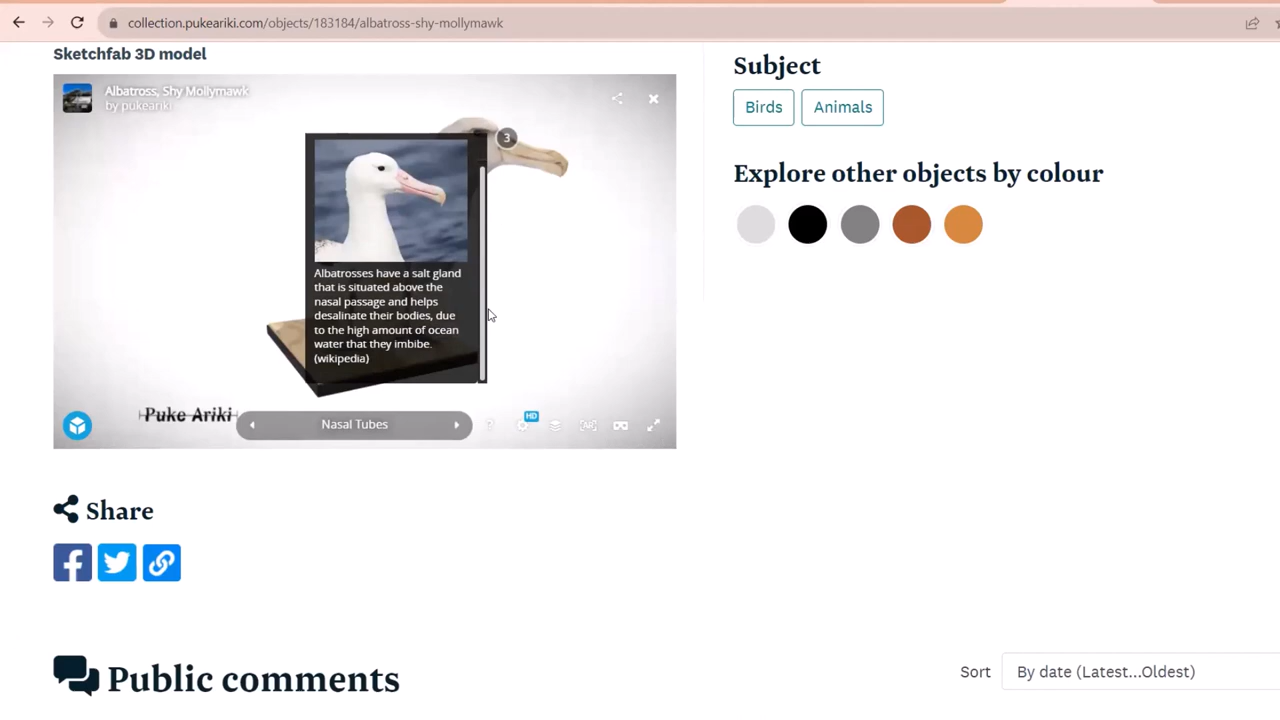 collection.pukeariki.com/objects/183184/albatross-shy-mollymawk
Sketchfab 3D model
Albatross, Shy Mollymawk
by pukeariki
3
Albatrosses have a salt gland
that is situated above the
nasal passage and helps
desalinate their bodies, due
to the high amount of ocean
water that they imbibe.
(wikipedia)
Puke Ariki
Nasal Tubes
?
HD
AR
Subject
Birds
Animals
Explore other objects by colour
Share
Public comments
Sort
By date (Latest...Oldest)